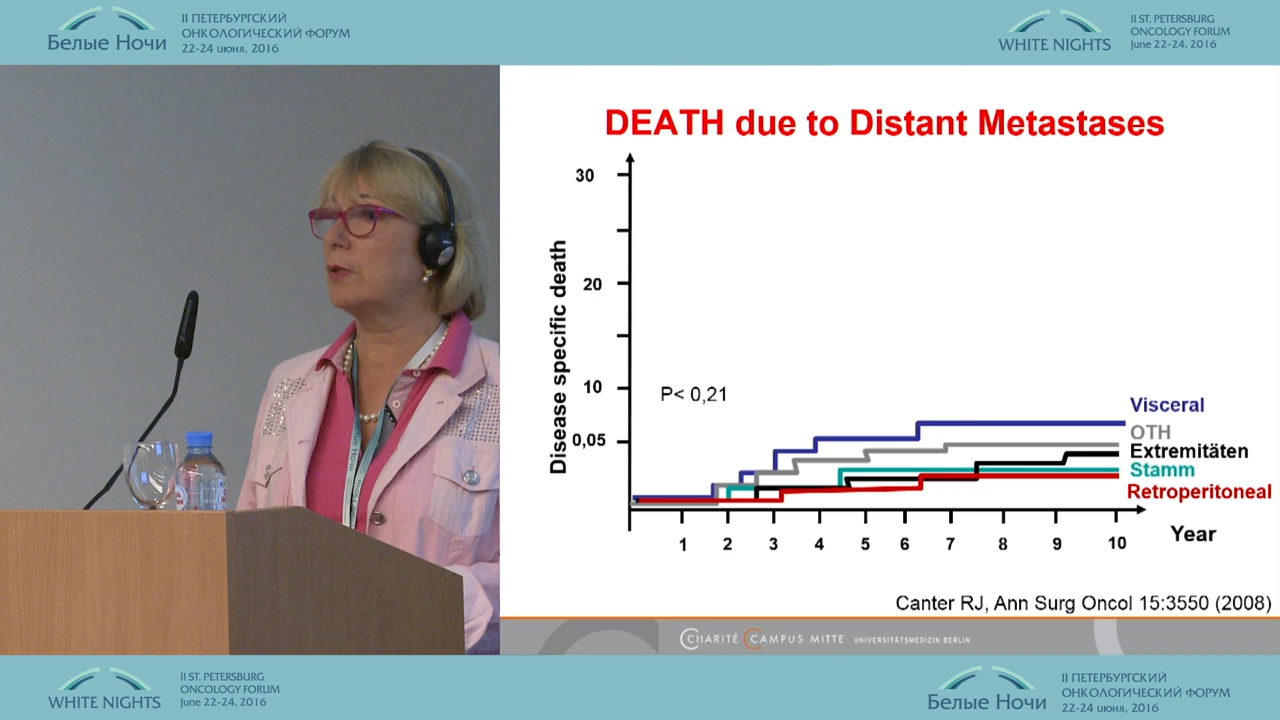 Белые Ночи
II ПЕТЕРБУРГСКИЙ
ОНКОЛОГИЧЕСКИЙ ФОРУМ
22-24 июня, 2016
WHITE NIGHTS
II ST. PETERSBURG
ONCOLOGY FORUM
June 22-24, 2016
DEATH due to Distant Metastases
Disease specific death
30
20
10
0,05
P< 0,21
Visceral
OTH
Extremitäten
Stamm
Retroperitoneal
1 2 3 4 5 6 7 8 9 10
Year
Canter RJ, Ann Surg Oncol 15:3550 (2008)
CHARITÉ CAMPUS MITTE UNIVERSITÄTSMEDIZIN BERLIN
WHITE NIGHTS
II ST. PETERSBURG
ONCOLOGY FORUM
June 22-24, 2016
Белые Ночи
II ПЕТЕРБУРГСКИЙ
ОНКОЛОГИЧЕСКИЙ ФОРУМ
22-24 июня, 2016